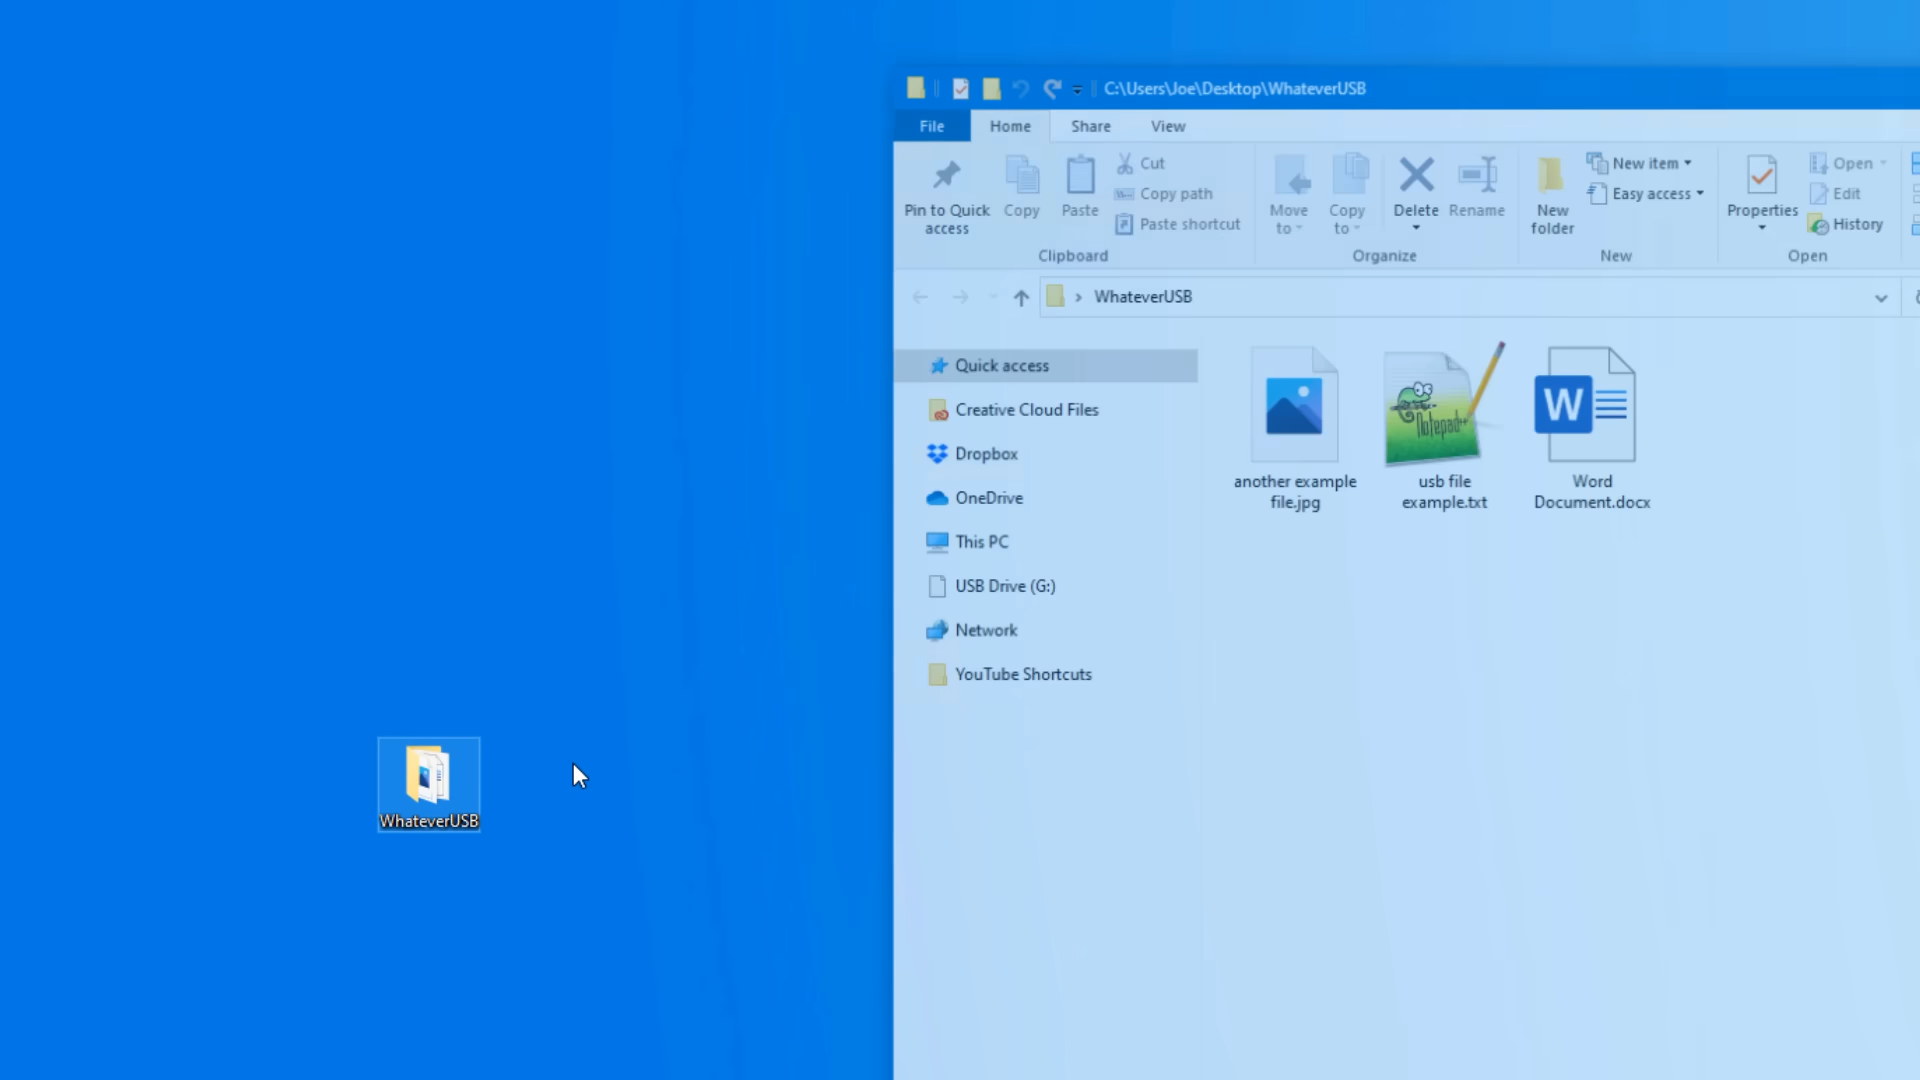 C:\Users\Joe\Desktop\WhateverUSB
File Home Share View
Pin to Quick access
Copy
Paste
Cut
Copy path
Paste shortcut
Clipboard
Move to
Copy to
Delete
Rename
Organize
New folder
New item
Easy access
New
Properties
Open
Edit
History
Open
WhateverUSB
Quick access
Creative Cloud Files
Dropbox
OneDrive
This PC
USB Drive (G:)
Network
YouTube Shortcuts
another example
file.jpg
Notepad++
usb file
example.txt
W
Word
Document.docx
WhateverUSB